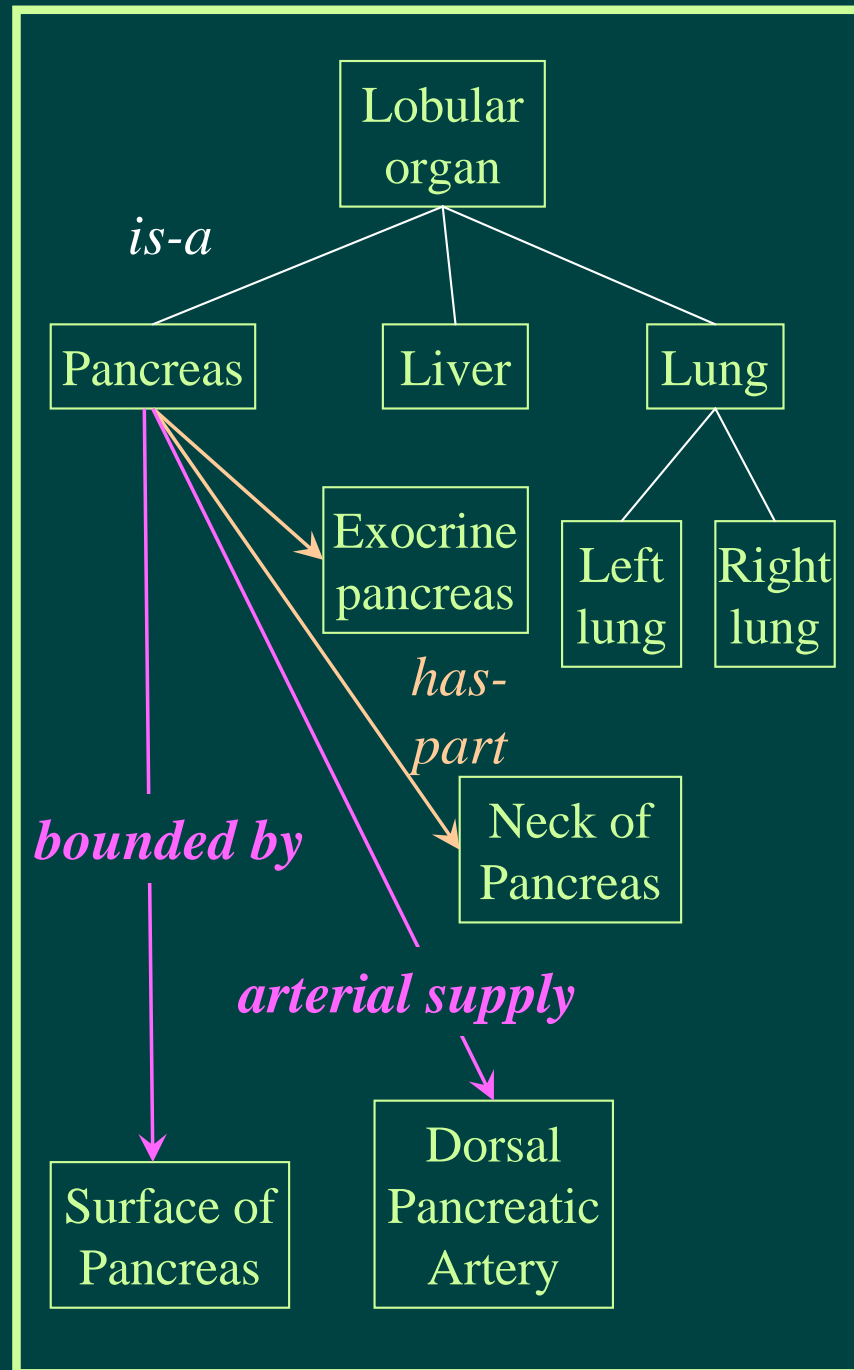 Lobular
organ
is-a
Pancreas
Liver
Lung
Exocrine
pancreas
Left
lung
Right
lung
has-
part
Neck of
Pancreas
bounded by
arterial supply
Dorsal
Pancreatic
Artery
Surface of
Pancreas